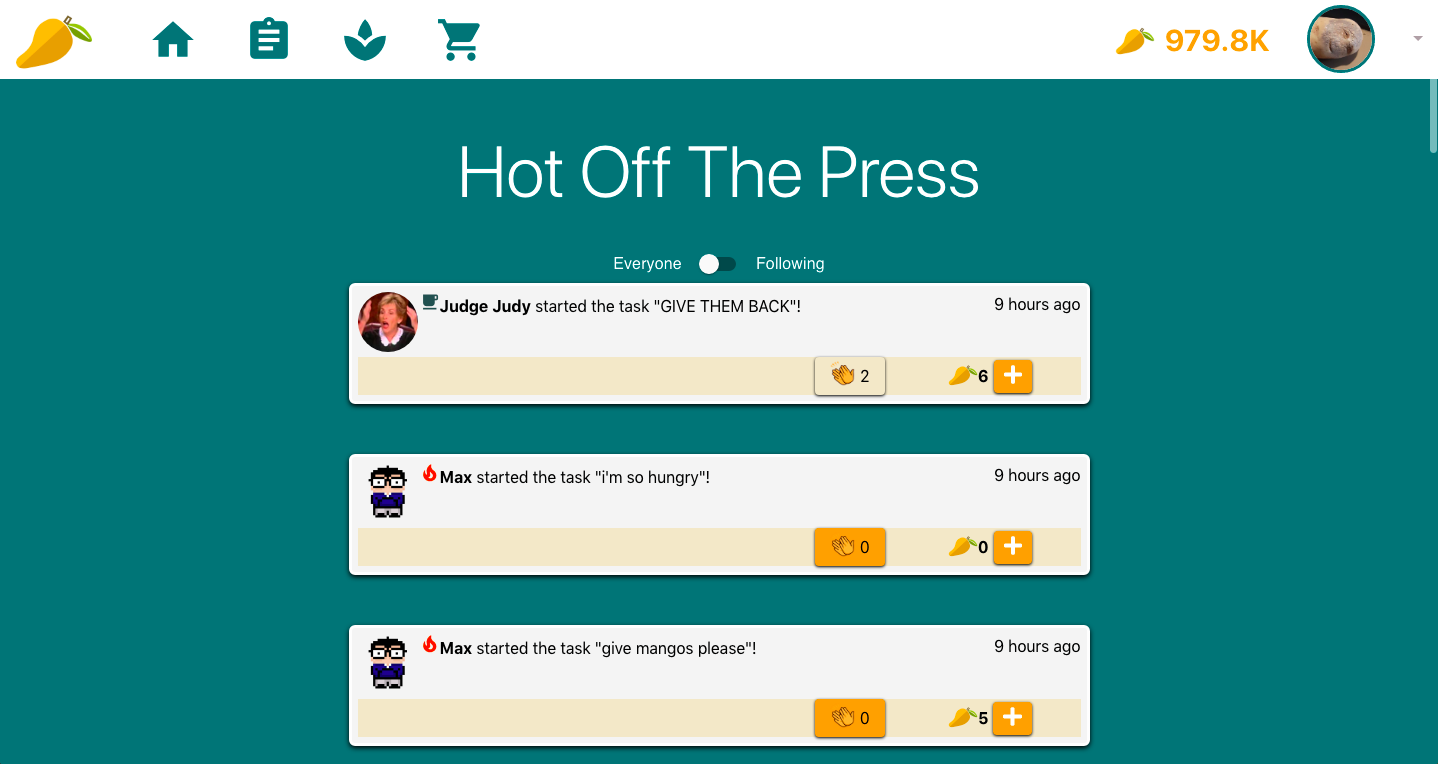 979.8K
Hot Off The Press
Everyone Following
Judge Judy started the task "GIVE THEM BACK"! 9 hours ago
2 6
Max started the task "i'm so hungry"! 9 hours ago
0 0
Max started the task "give mangos please"! 9 hours ago
0 5